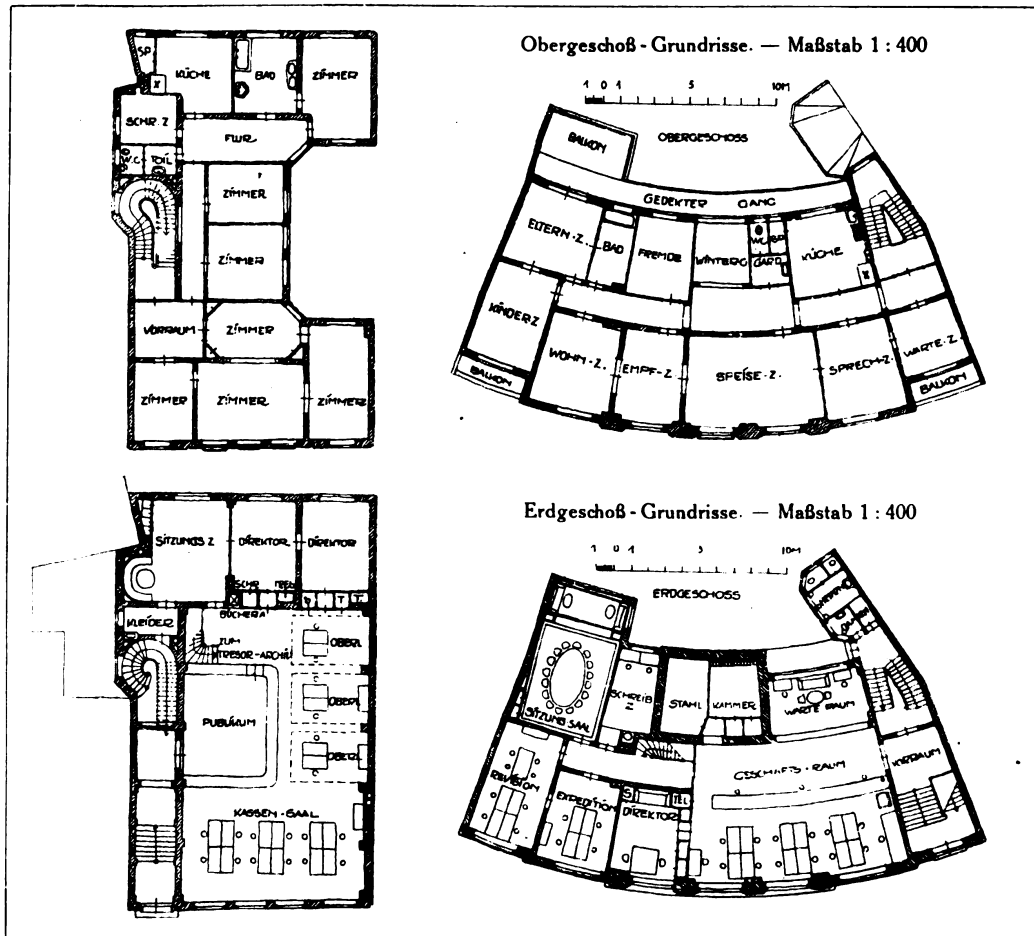 Obergeschoß - Grundrisse. — Maßstab 1 : 400
SP.
KÜCHE
BAD
ZIMMER
SCHR. Z
FLUR
W.C
TOIL
ZIMMER
ZIMMER
VORRAUM
ZIMMER
ZIMMER
ZIMMER
ZIMMER
1 0 1 5 10M
OBERGESCHOSS
BALKON
GEDEKTER GANG
ELTERN-Z.
BAD
FREMDE
WINTERG
W.C.
SP.
GARD.
KÜCHE
KINDER-Z
WOHN-Z.
EMPF-Z.
SPEISE-Z.
SPRECH-Z.
WARTE-Z.
BALKON
BALKON
Erdgeschoß - Grundrisse. — Maßstab 1 : 400
SITZUNGS Z
DIREKTOR
DIREKTOR
SCHR
T
T.
KLEIDER
BÜCHEREI
ZUM
TRESOR-ARCHIV
OBERL
OBERL
OBERL
PUBLIKUM
KASSEN-SAAL
1 0 1 5 10M
ERDGESCHOSS
SITZUNG SAAL
SCHREIB
Z
STAHL
KAMMER
WARTE RAUM
REVISION
EXPEDITION
DIREKTOR
TEL
GESCHÄFTS-RAUM
VORRAUM